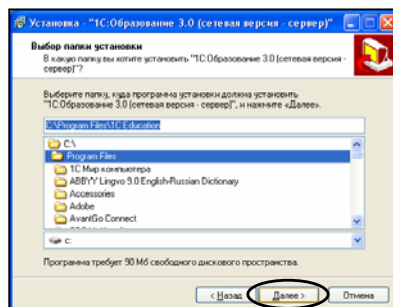 Установка - "1С:Образование 3.0 (сетевая версия - сервер)"
Выбор папки установки
В какую папку вы хотите установить "1С:Образование 3.0 (сетевая версия -
сервер)"?
Выберите папку, куда программа установки должна установить
"1С:Образование 3.0 (сетевая версия - сервер)", и нажмите «Далее».
C:\Program Files\1C Education
C:\
Program Files
1С Мир компьютера
ABBYY Lingvo 9.0 English-Russian Dictionary
Accessories
Adobe
AvantGo Connect
c:
Программа требует 90 Мб свободного дискового пространства.
< Назад
Далее >
Отмена